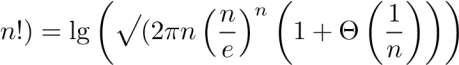 n!) = lg ( √(2πn (n/e)^n (1 + Θ (1/n))))